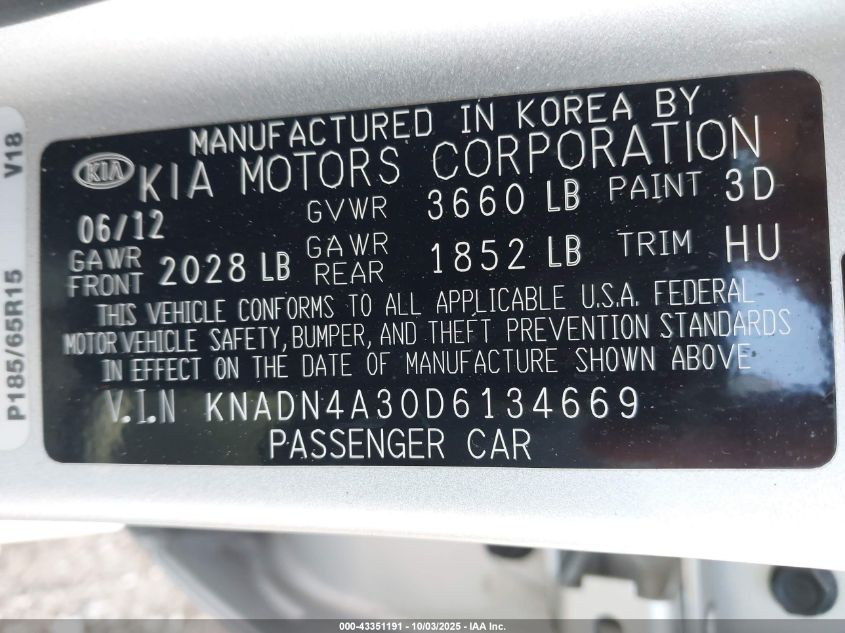 MANUFACTURED IN KOREA BY
KIA KIA MOTORS CORPORATION
06/12 GVWR 3660 LB PAINT 3D
GAWR FRONT 2028 LB GAWR REAR 1852 LB TRIM HU
THIS VEHICLE CONFORMS TO ALL APPLICABLE U.S.A. FEDERAL
MOTOR VEHICLE SAFETY, BUMPER, AND THEFT PREVENTION STANDARDS
IN EFFECT ON THE DATE OF MANUFACTURE SHOWN ABOVE
V.I.N KNADN4A30D6134669
PASSENGER CAR
P185/65R15 V18
000-43351191 - 10/03/2025 - IAA Inc.